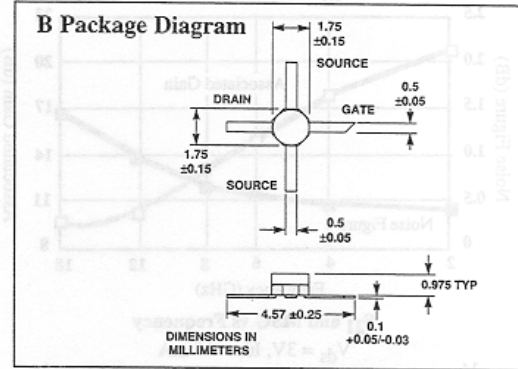 B Package Diagram
1.75
±0.15
SOURCE
DRAIN
0.5
±0.05
GATE
1.75
±0.15
SOURCE
0.5
±0.05
0.975 TYP
4.57 ±0.25
0.1
+0.05/-0.03
DIMENSIONS IN
MILLIMETERS